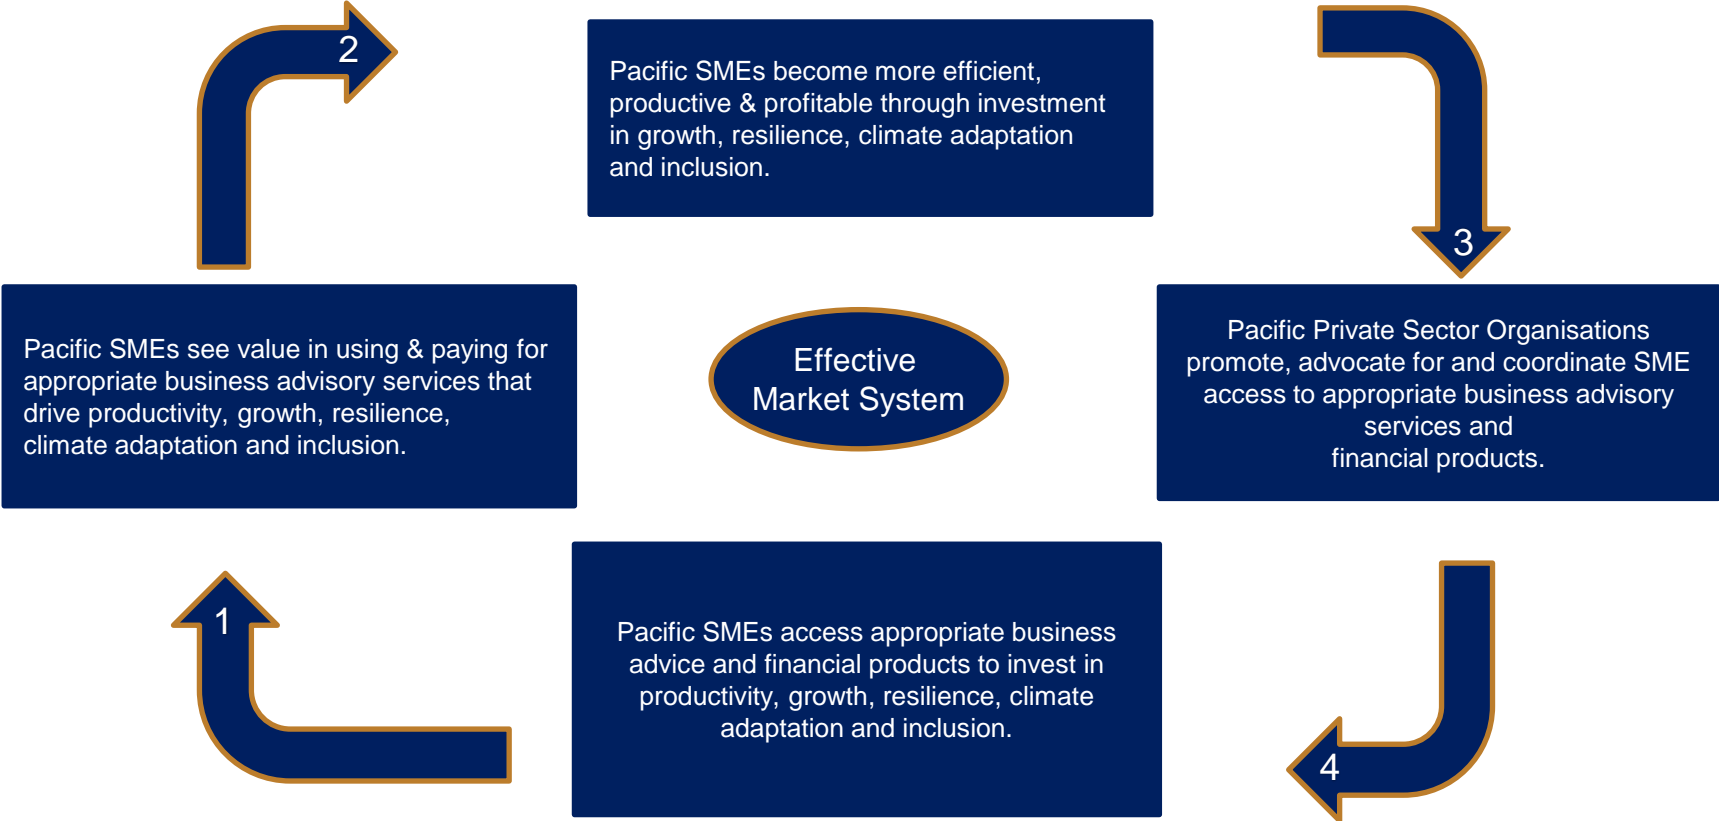 2
Pacific SMEs become more efficient,
productive & profitable through investment
in growth, resilience, climate adaptation
and inclusion.
3
Pacific SMEs see value in using & paying for
appropriate business advisory services that
drive productivity, growth, resilience,
climate adaptation and inclusion.
Effective
Market System
Pacific Private Sector Organisations
promote, advocate for and coordinate SME
access to appropriate business advisory
services and
financial products.
1
Pacific SMEs access appropriate business
advice and financial products to invest in
productivity, growth, resilience, climate
adaptation and inclusion.
4